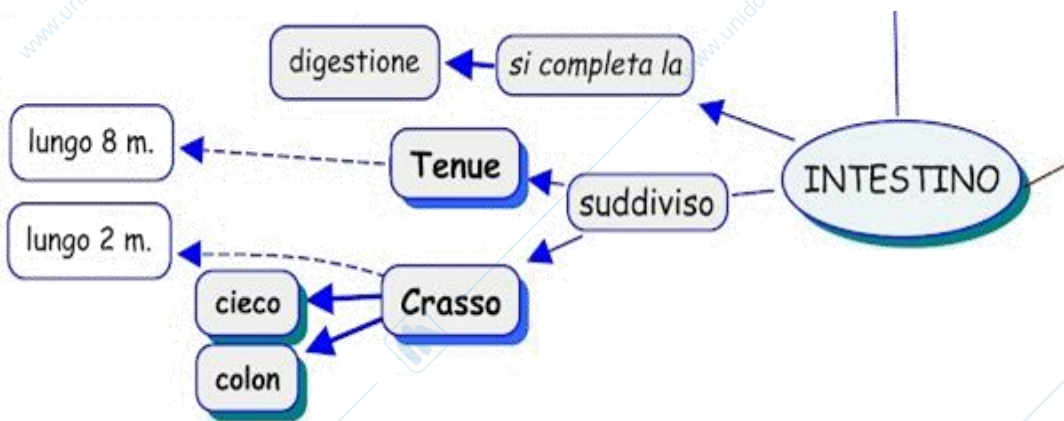 digestione
si completa la
lungo 8 m.
Tenue
suddiviso
INTESTINO
lungo 2 m.
cieco
Crasso
colon